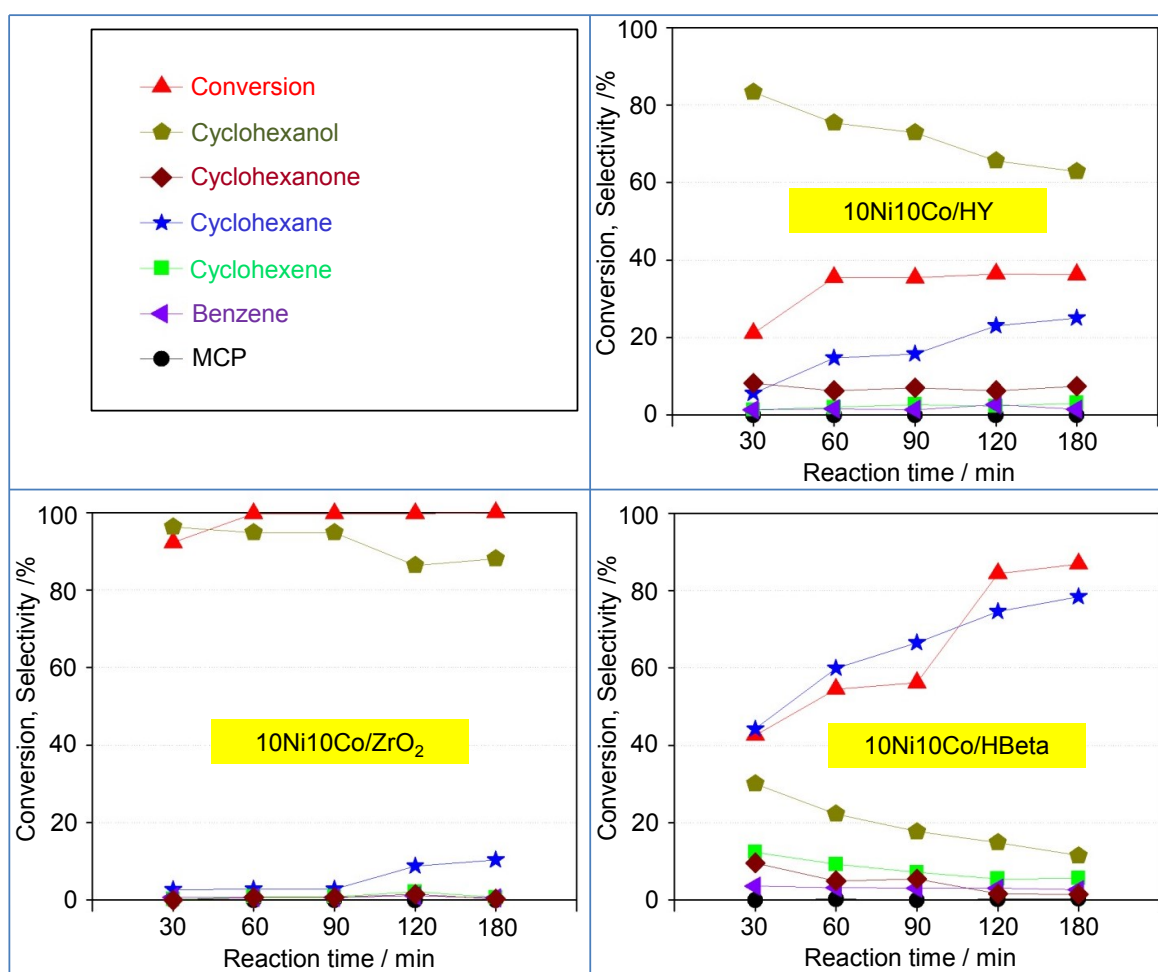 Conversion
Cyclohexanol
Cyclohexanone
Cyclohexane
Cyclohexene
Benzene
MCP
Conversion, Selectivity /%
100
80
60
40
20
0
10Ni10Co/HY
30 60 90 120 180
Reaction time / min
Conversion, Selectivity /%
100
80
60
40
20
0
10Ni10Co/ZrO₂
30 60 90 120 180
Reaction time / min
Conversion, Selectivity /%
100
80
60
40
20
0
10Ni10Co/HBeta
30 60 90 120 180
Reaction time / min